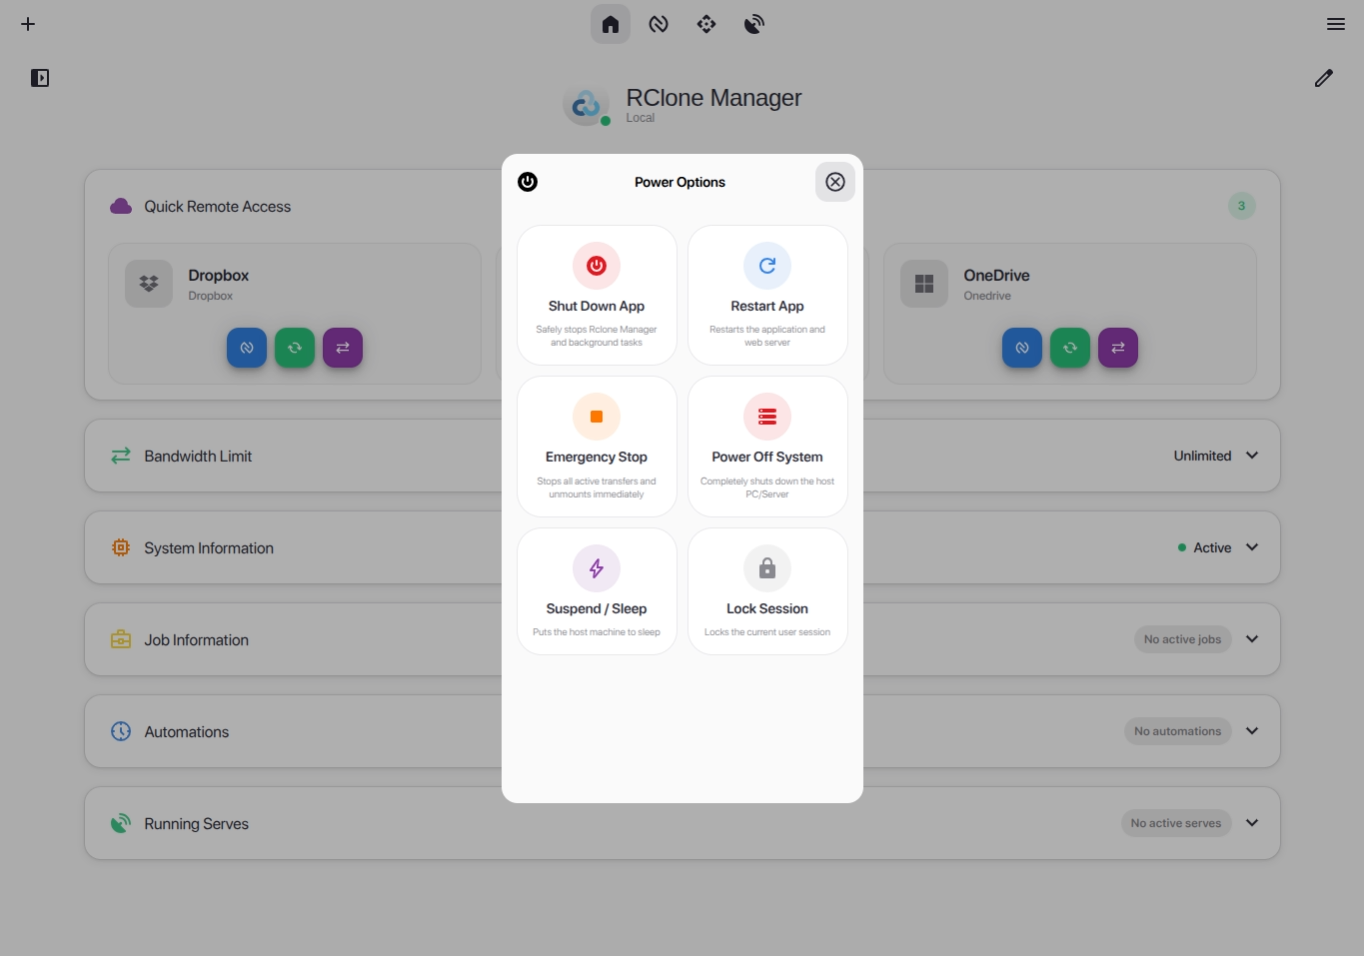 RClone Manager
Local
Power Options
Quick Remote Access
3
Dropbox
Dropbox
OneDrive
Onedrive
Shut Down App
Safely stops Rclone Manager
and background tasks
Restart App
Restarts the application and
web server
Emergency Stop
Stops all active transfers and
unmounts immediately
Power Off System
Completely shuts down the host
PC/Server
Suspend / Sleep
Puts the host machine to sleep
Lock Session
Locks the current user session
Bandwidth Limit
Unlimited
System Information
Active
Job Information
No active jobs
Automations
No automations
Running Serves
No active serves